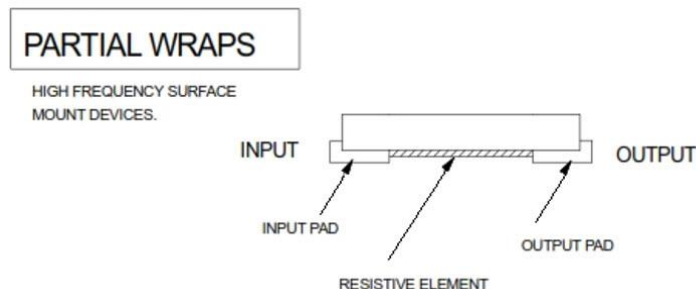 PARTIAL WRAPS
HIGH FREQUENCY SURFACE
MOUNT DEVICES.
INPUT
OUTPUT
INPUT PAD
OUTPUT PAD
RESISTIVE ELEMENT